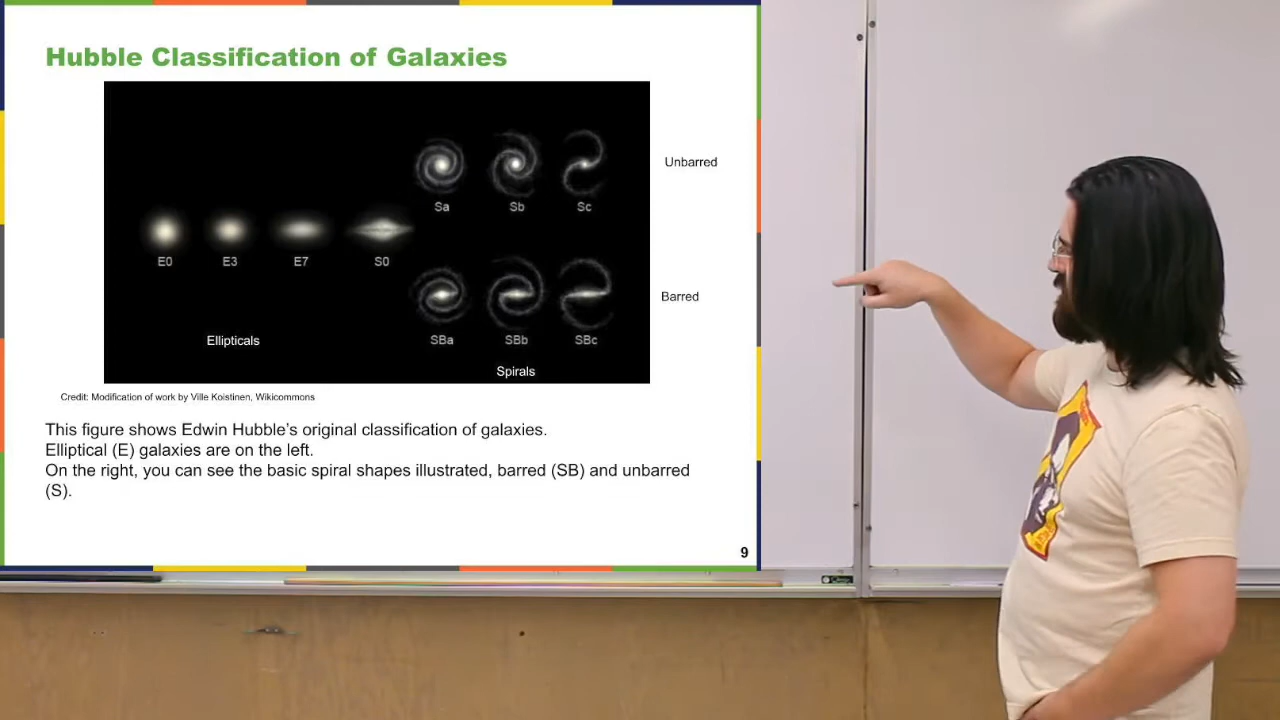 Hubble Classification of Galaxies
Unbarred
Sa Sb Sc
E0 E3 E7 S0
Barred
SBa SBb SBc
Ellipticals
Spirals
Credit: Modification of work by Ville Koistinen, Wikicommons
This figure shows Edwin Hubble’s original classification of galaxies.
Elliptical (E) galaxies are on the left.
On the right, you can see the basic spiral shapes illustrated, barred (SB) and unbarred
(S).
9